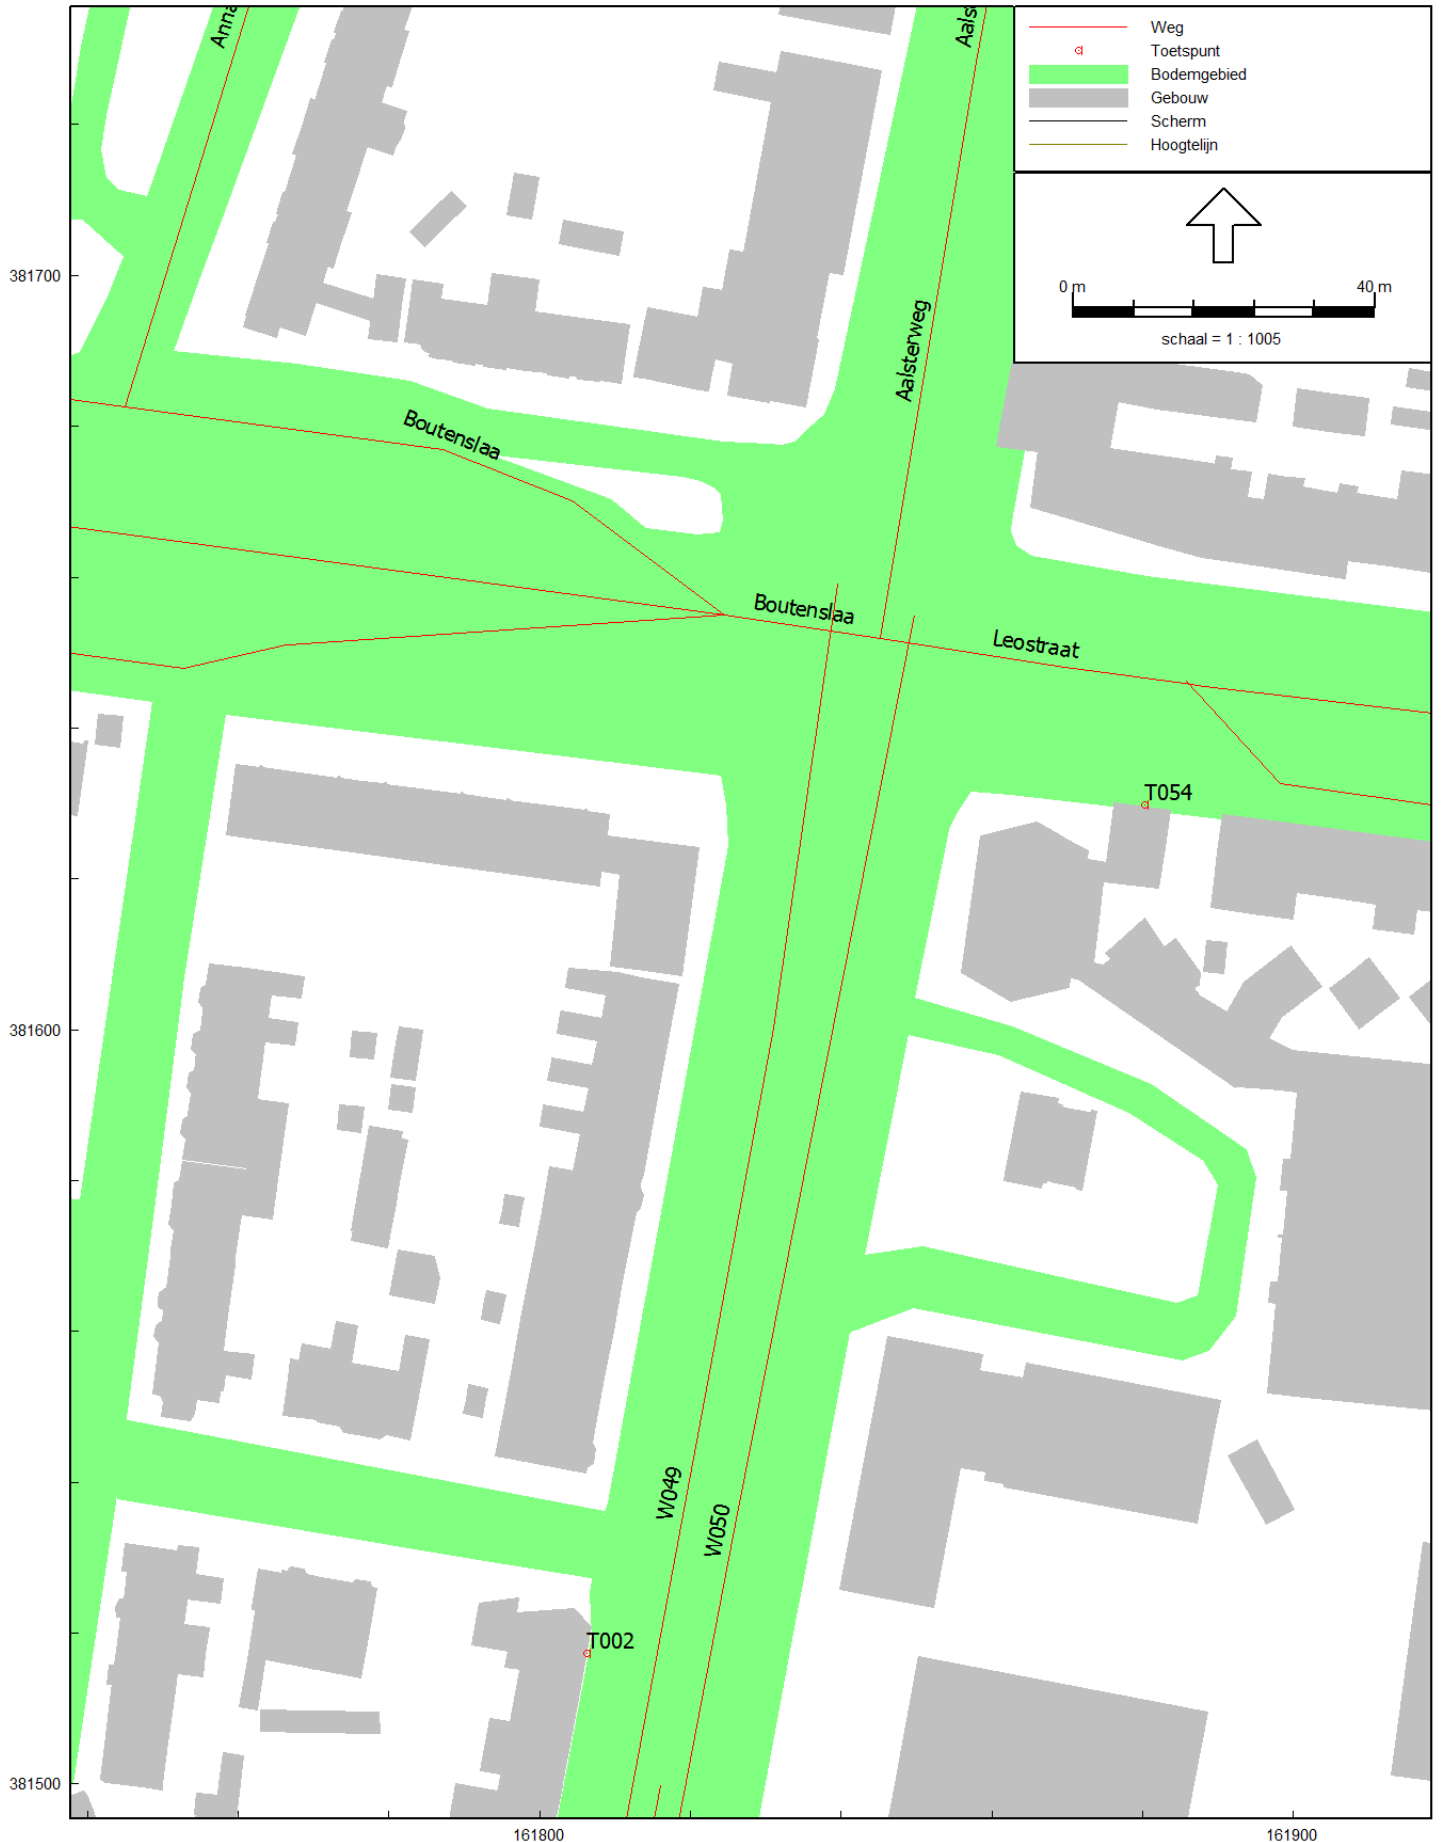 Anna
Aals
Weg
Toetspunt
Bodemgebied
Gebouw
Scherm
Hoogtelijn
0 m
40 m
schaal = 1 : 1005
381700
Aalsterweg
Boutenslaa
Boutenslaa
Leostraat
T054
381600
W049
W050
T002
381500
161800
161900